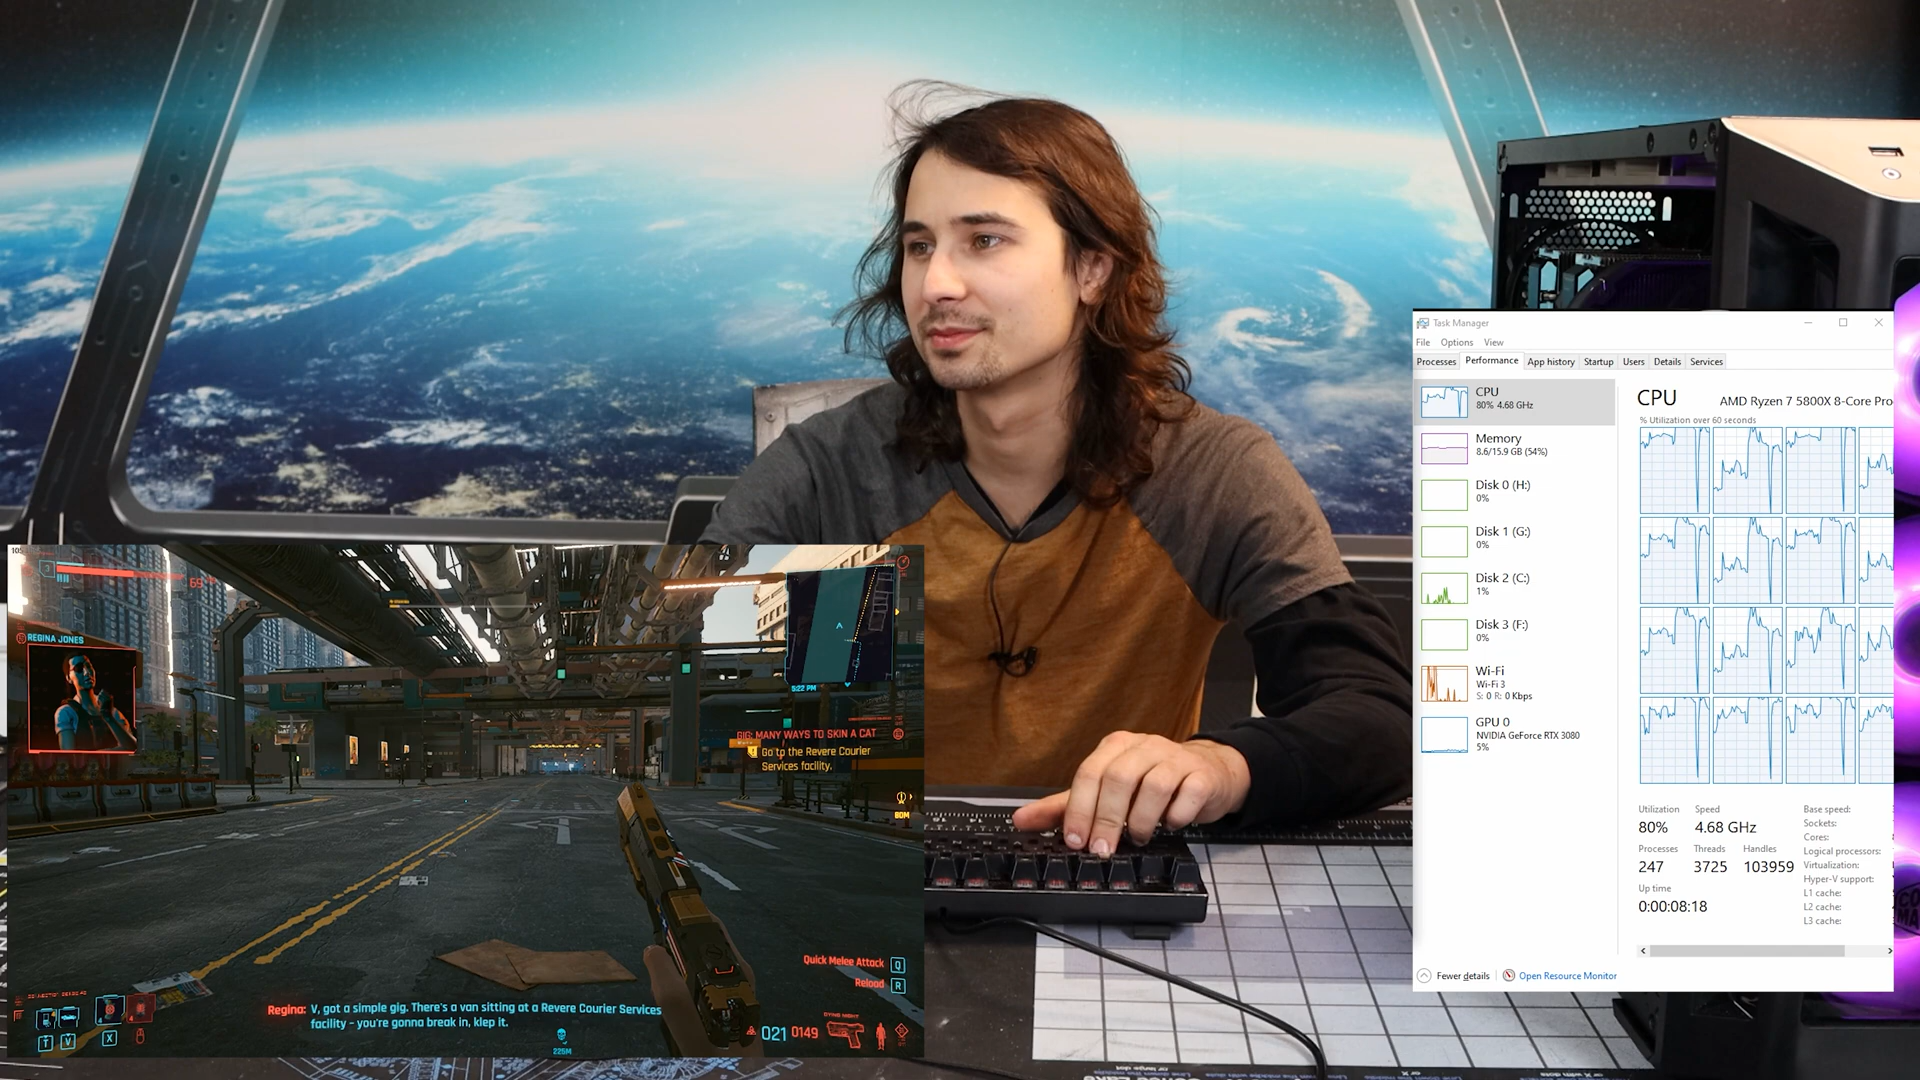 Task Manager
File Options View
Processes Performance App history Startup Users Details Services
CPU
80% 4.68 GHz
Memory
8.6/15.9 GB (54%)
Disk 0 (H:)
0%
Disk 1 (G:)
0%
Disk 2 (C:)
1%
Disk 3 (F:)
0%
Wi-Fi
Wi-Fi 3
S: 0 R: 0 Kbps
GPU 0
NVIDIA GeForce RTX 3080
5%
CPU AMD Ryzen 7 5800X 8-Core Pro
% Utilization over 60 seconds
Utilization Speed
80% 4.68 GHz
Processes Threads Handles
247 3725 103959
Up time
0:00:08:18
Base speed:
Sockets:
Cores:
Logical processors:
Virtualization:
Hyper-V support:
L1 cache:
L2 cache:
L3 cache:
Fewer details Open Resource Monitor
3
69
REGINA JONES
5:22 PM
GIG: MANY WAYS TO SKIN A CAT
Go to the Revere Courier
Services facility.
80M
Quick Melee Attack Q
Reload R
Regina: V, got a simple gig. There's a van sitting at a Revere Courier Services
facility – you're gonna break in, klep it.
225M
T V X
DYING NIGHT
021 0149